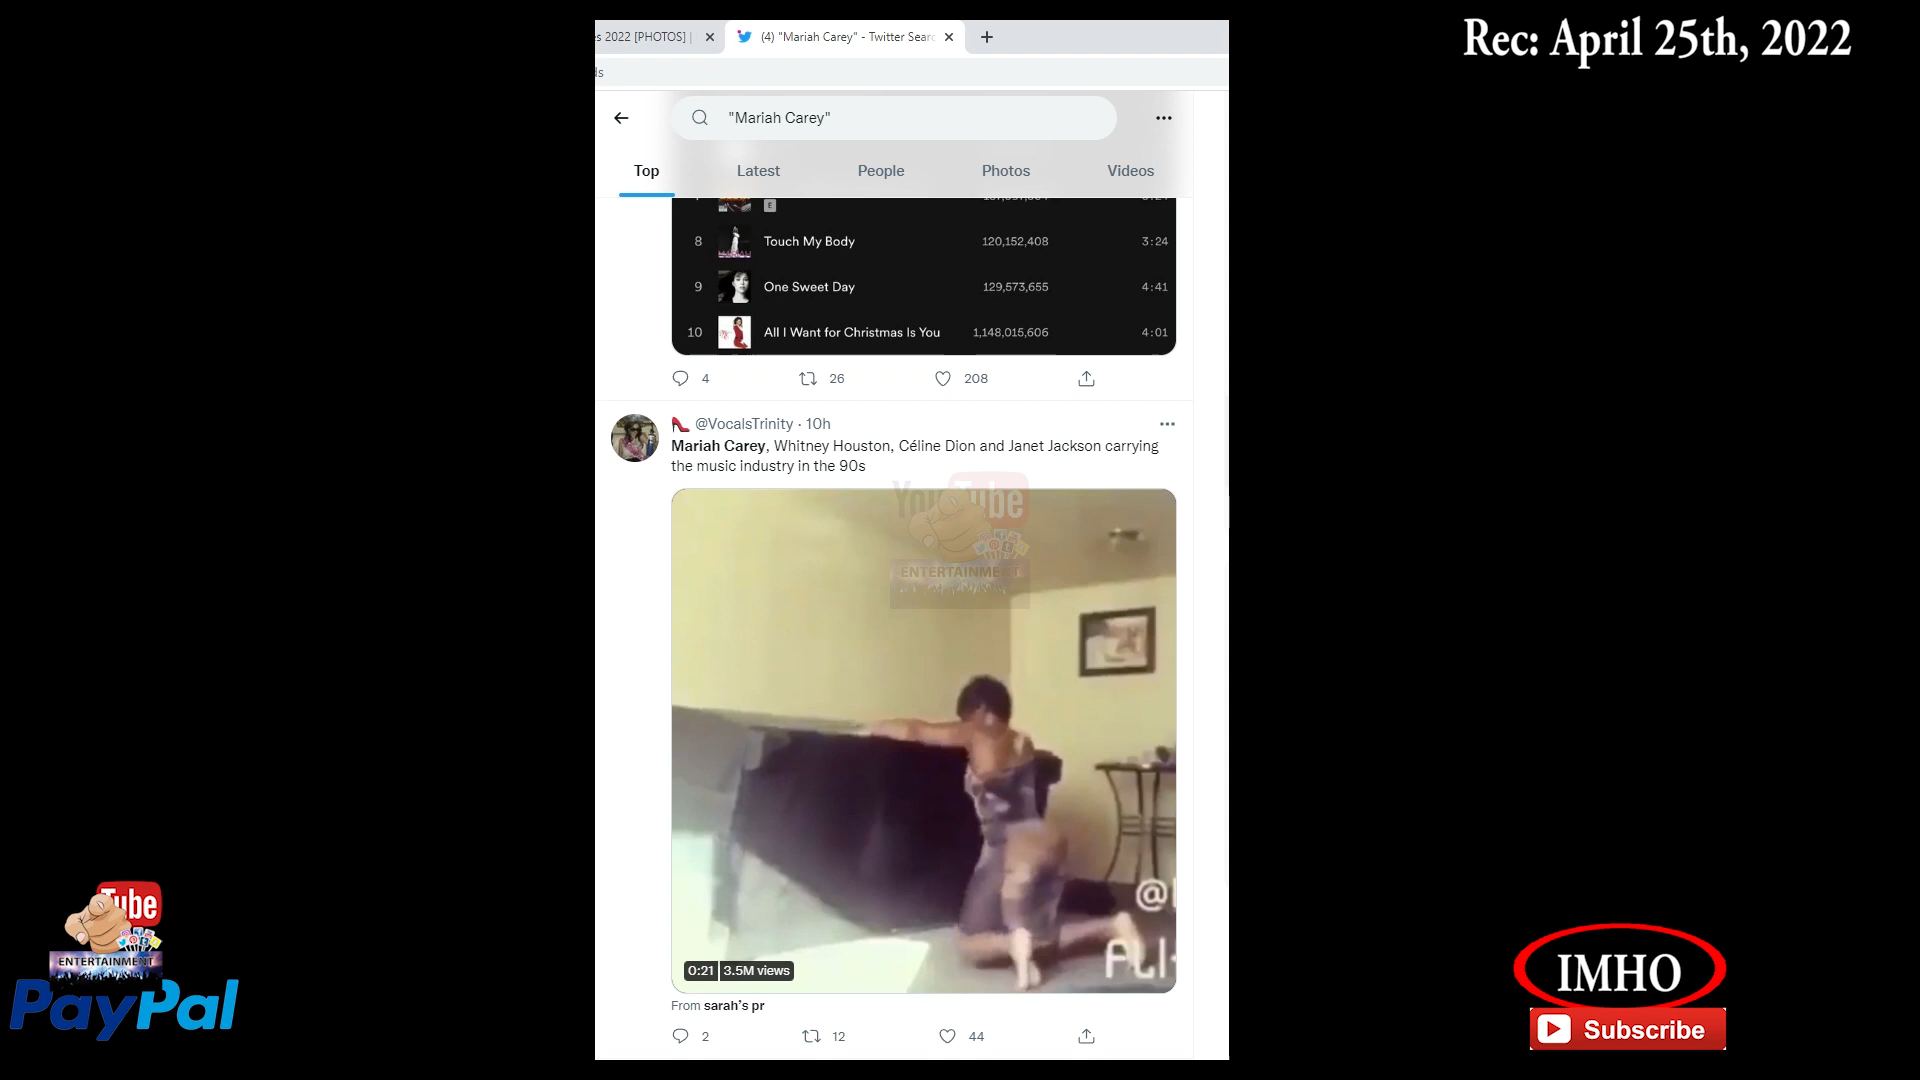 Rec: April 25th, 2022
s 2022 [PHOTOS] |
(4) "Mariah Carey" - Twitter Searc
ls
"Mariah Carey"
Top Latest People Photos Videos
E
8 Touch My Body 120,152,408 3:24
9 One Sweet Day 129,573,655 4:41
10 All I Want for Christmas Is You 1,148,015,606 4:01
4 26 208
@VocalsTrinity · 10h
Mariah Carey, Whitney Houston, Céline Dion and Janet Jackson carrying
the music industry in the 90s
YouTube
ENTERTAINMENT
@
0:21 3.5M views
From sarah's pr
2 12 44
Tube
ENTERTAINMENT
PayPal
IMHO
Subscribe